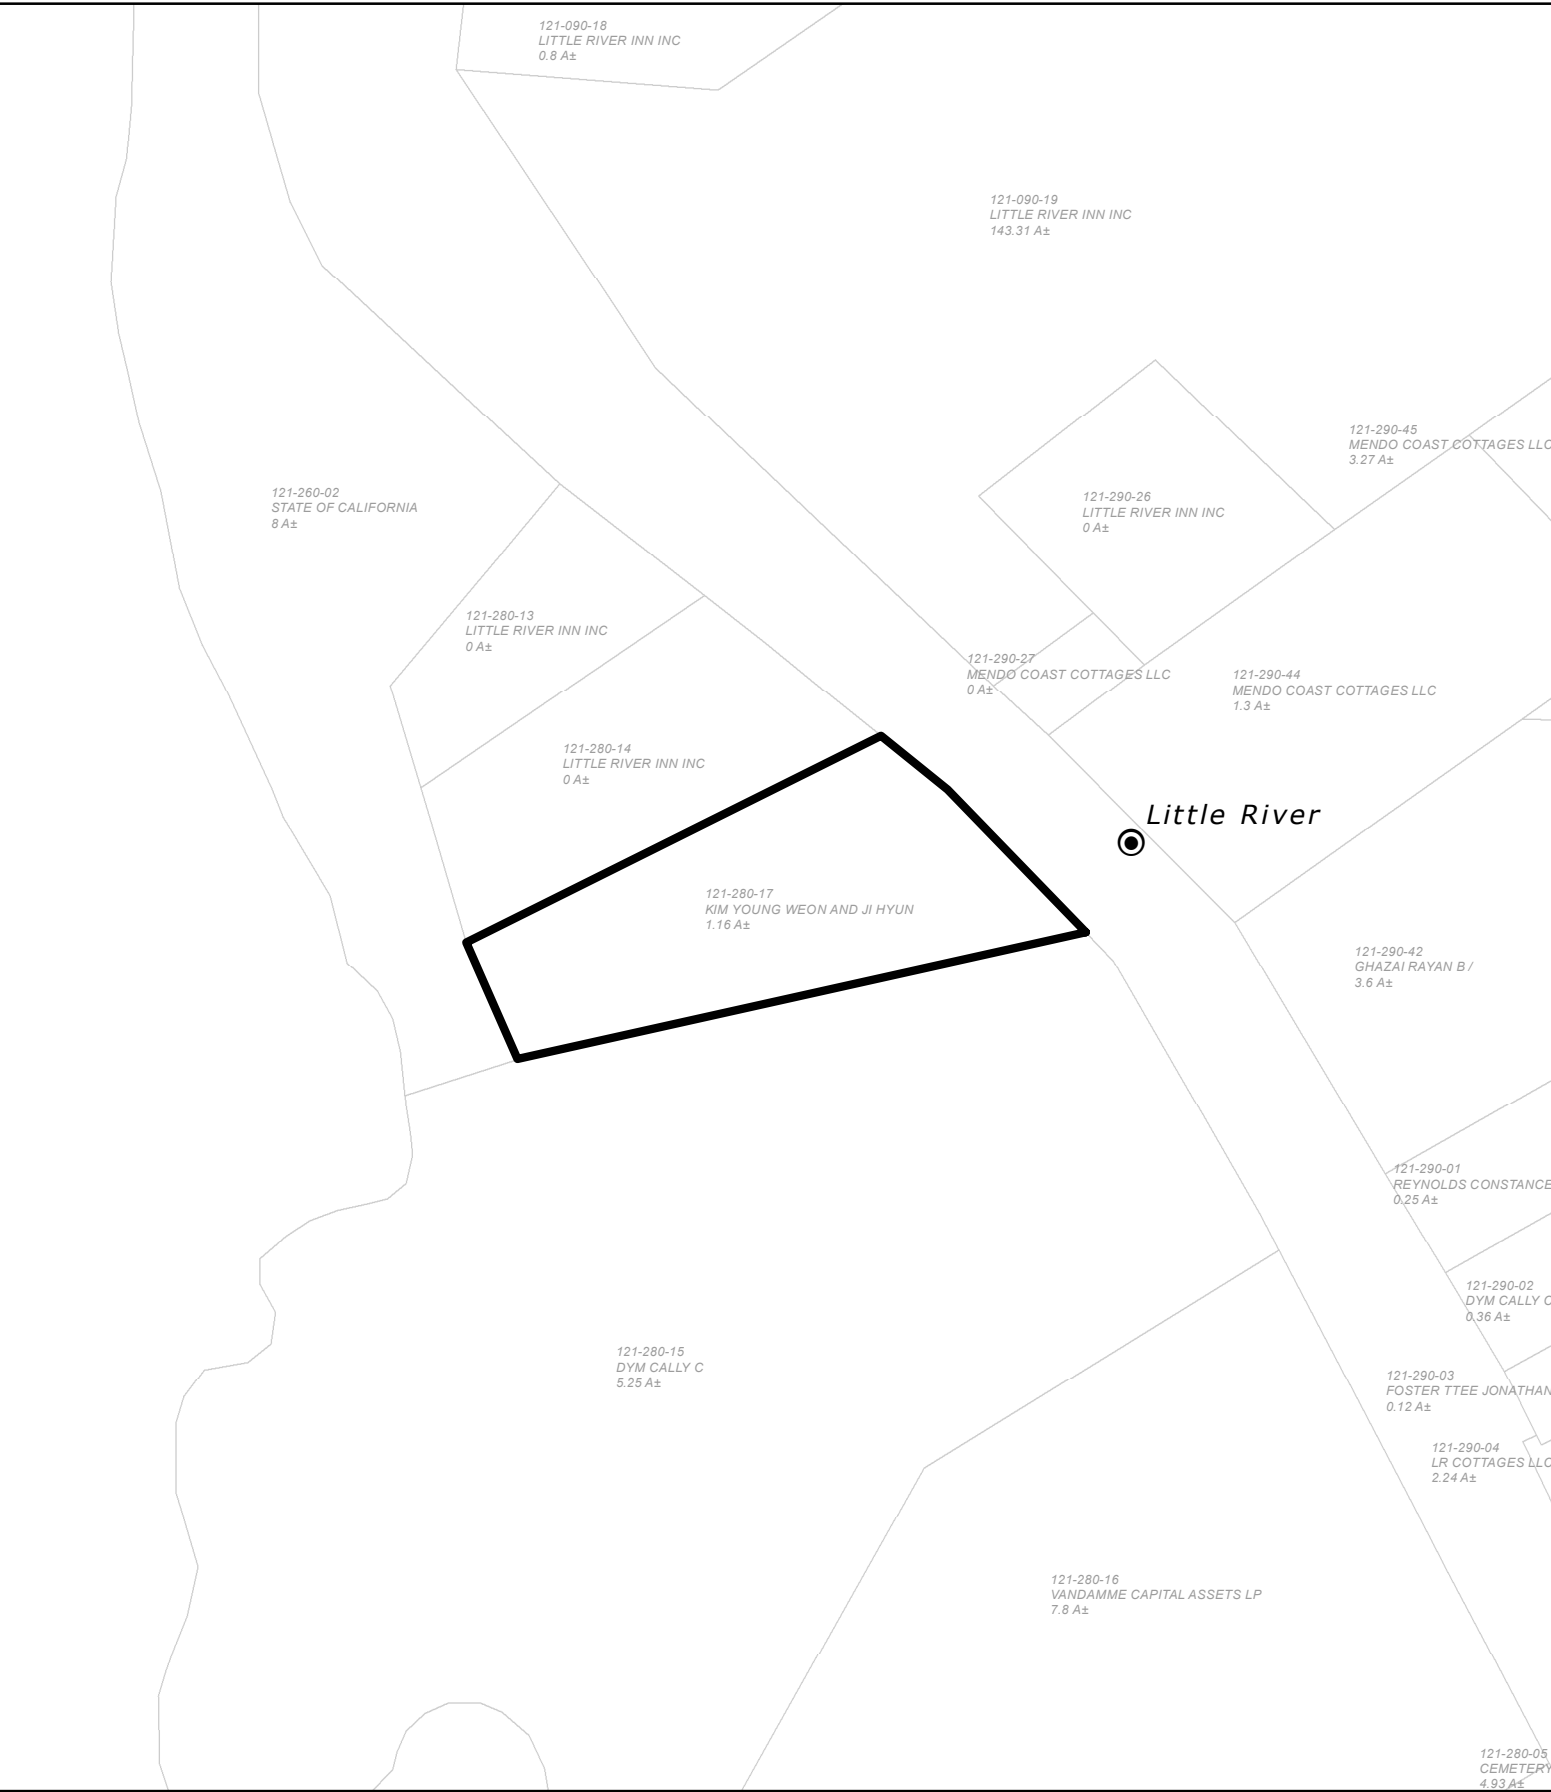 121-090-18
LITTLE RIVER INN INC
0.8 A±
121-090-19
LITTLE RIVER INN INC
143.31 A±
121-290-45
MENDO COAST COTTAGES LLC
3.27 A±
121-260-02
STATE OF CALIFORNIA
8 A±
121-290-26
LITTLE RIVER INN INC
0 A±
121-280-13
LITTLE RIVER INN INC
0 A±
121-290-27
MENDO COAST COTTAGES LLC
0 A±
121-290-44
MENDO COAST COTTAGES LLC
1.3 A±
121-280-14
LITTLE RIVER INN INC
0 A±
Little River
121-280-17
KIM YOUNG WEON AND JI HYUN
1.16 A±
121-290-42
GHAZAI RAYAN B /
3.6 A±
121-290-01
REYNOLDS CONSTANCE
0.25 A±
121-290-02
DYM CALLY C
0.36 A±
121-280-15
DYM CALLY C
5.25 A±
121-290-03
FOSTER TTEE JONATHAN
0.12 A±
121-290-04
LR COTTAGES LLC
2.24 A±
121-280-16
VANDAMME CAPITAL ASSETS LP
7.8 A±
121-280-05
CEMETERY
4.93 A±